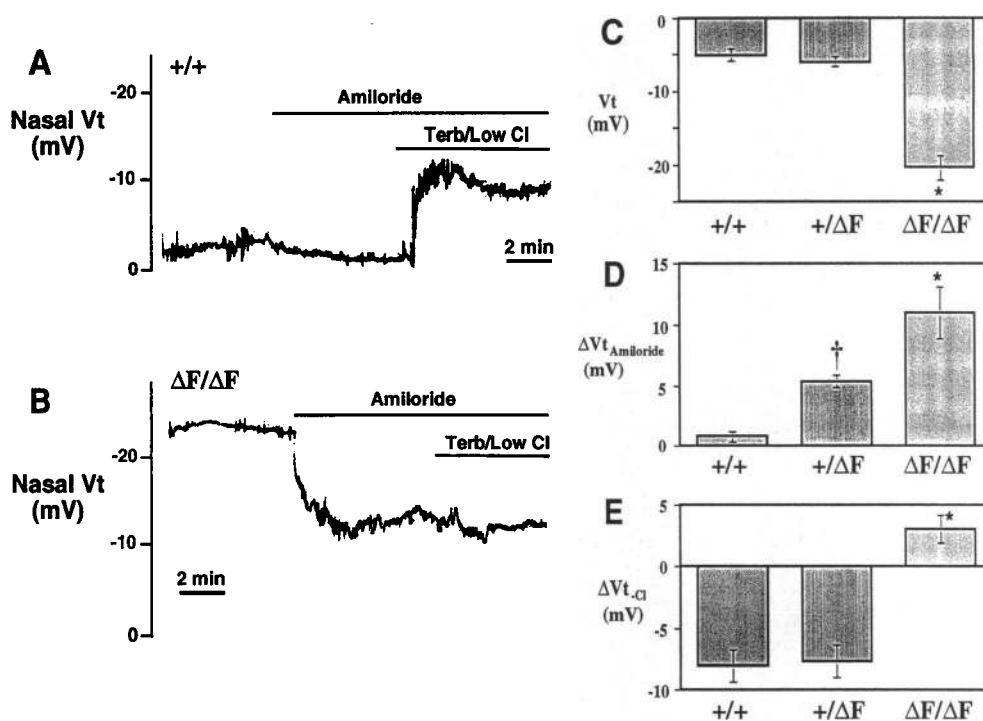 A
+/+
Nasal Vt
(mV)
-20
-10
0
Amiloride
Terb/Low Cl
2 min
B
ΔF/ΔF
Nasal Vt
(mV)
-20
-10
0
Amiloride
Terb/Low Cl
2 min
C
Vt
(mV)
0
-10
-20
*
+/+ +/ΔF ΔF/ΔF
D
ΔVt Amiloride
(mV)
15
10
5
0
†
*
+/+ +/ΔF ΔF/ΔF
E
ΔVt -Cl
(mV)
5
0
-5
-10
*
+/+ +/ΔF ΔF/ΔF